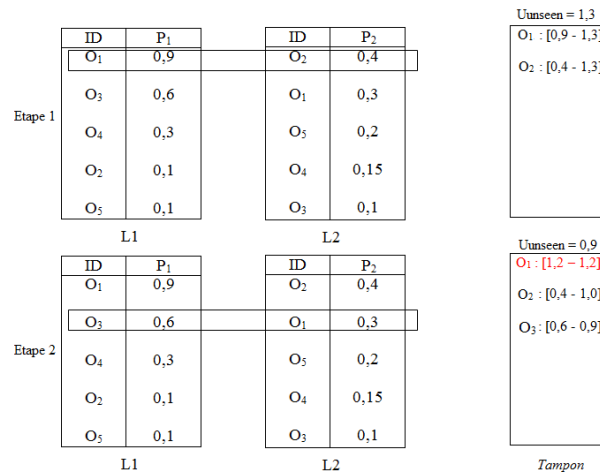 Uunseen = 1,3
ID P1 ID P2 O1 : [0,9 - 1,3]
O1 0,9 O2 0,4
O2 : [0,4 - 1,3]
O3 0,6 O1 0,3
Etape 1
O4 0,3 O5 0,2
O2 0,1 O4 0,15
O5 0,1 O3 0,1
L1 L2
Uunseen = 0,9
ID P1 ID P2 O1 : [1,2 – 1,2]
O1 0,9 O2 0,4
O2 : [0,4 - 1,0]
O3 0,6 O1 0,3 O3 : [0,6 - 0,9]
Etape 2
O4 0,3 O5 0,2
O2 0,1 O4 0,15
O5 0,1 O3 0,1
L1 L2 Tampon